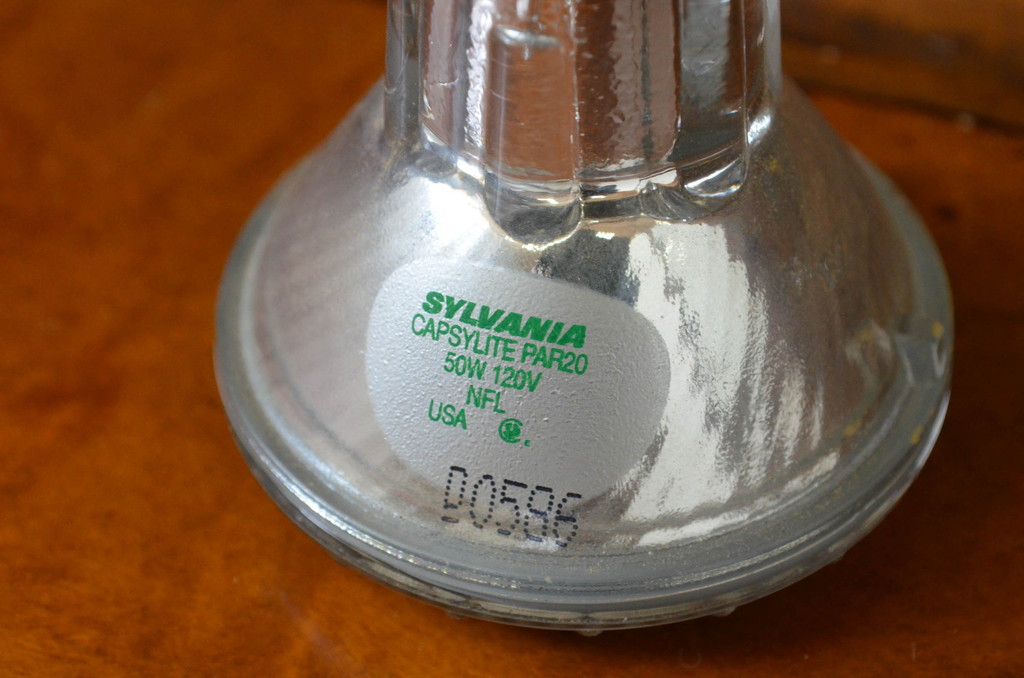 SYLVANIA
CAPSYLITE PAR20
50W 120V
NFL
USA
D0586